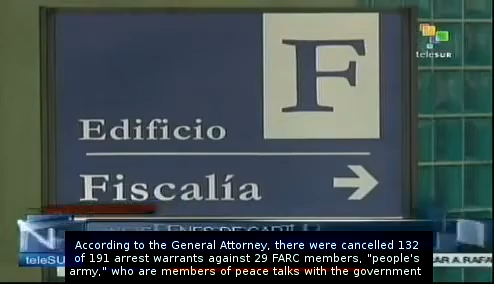 F
teleSUR
Edificio
Fiscalía
According to the General Attorney, there were cancelled 132
of 191 arrest warrants against 29 FARC members, "people's
army," who are members of peace talks with the government
teleSU